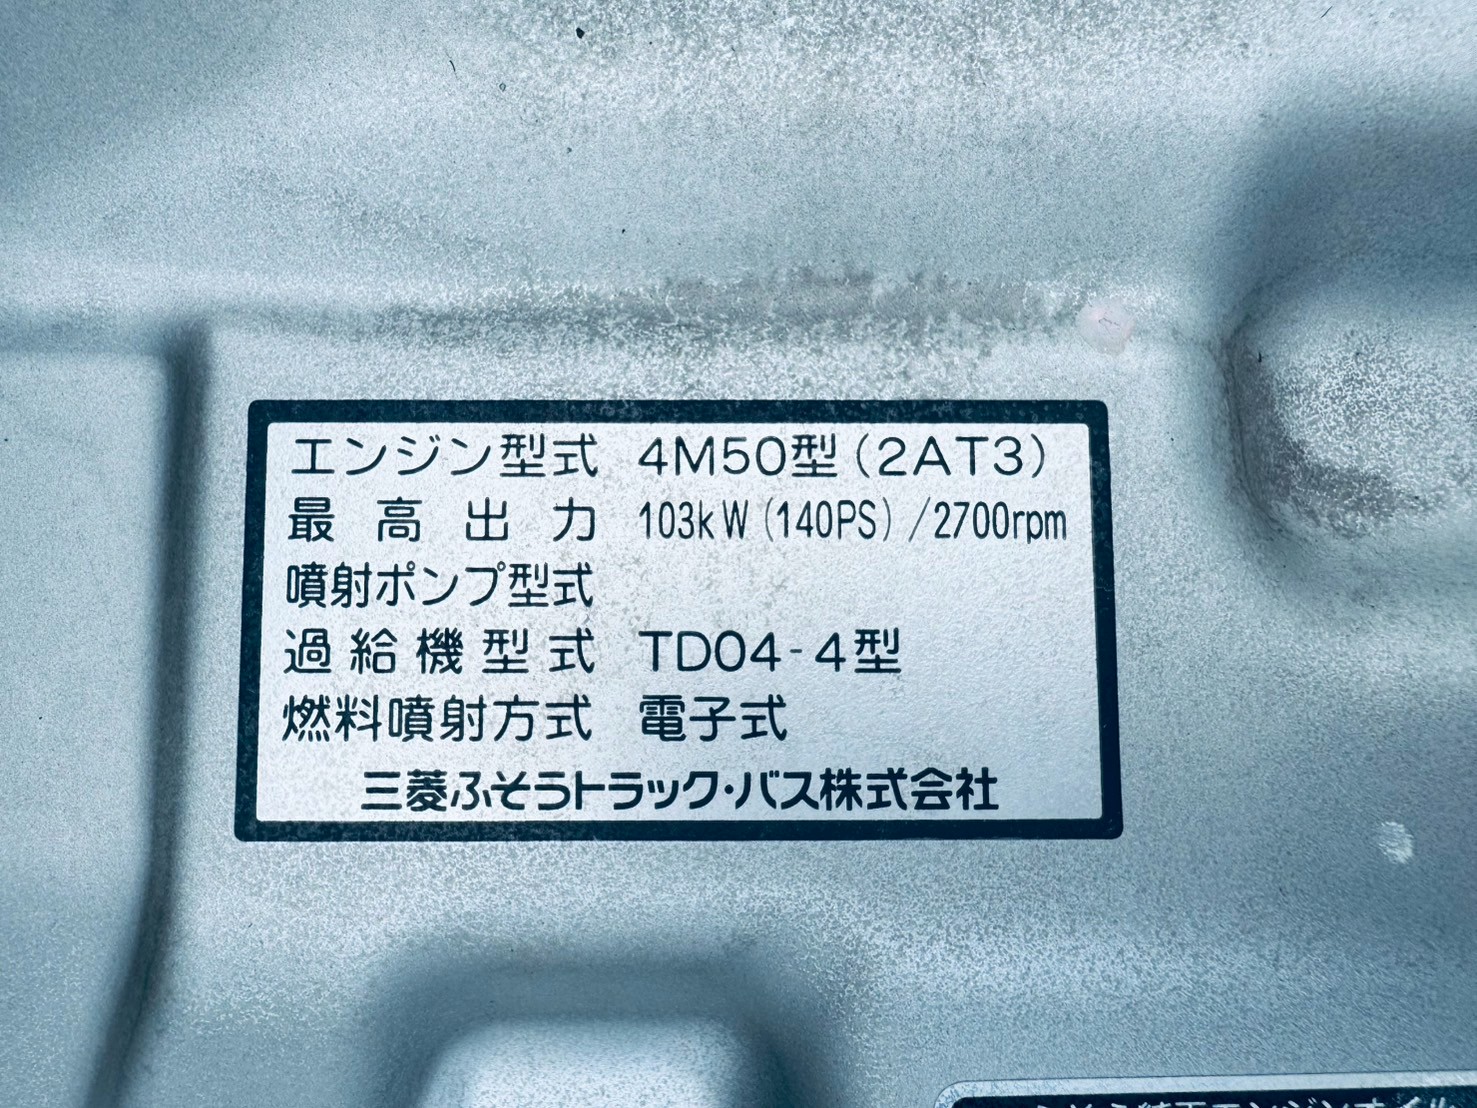 エンジン型式 4M50型(2AT3)
最高出力 103kW(140PS)/2700rpm
噴射ポンプ型式
過給機型式 TD04-4型
燃料噴射方式 電子式
三菱ふそうトラック・バス株式会社